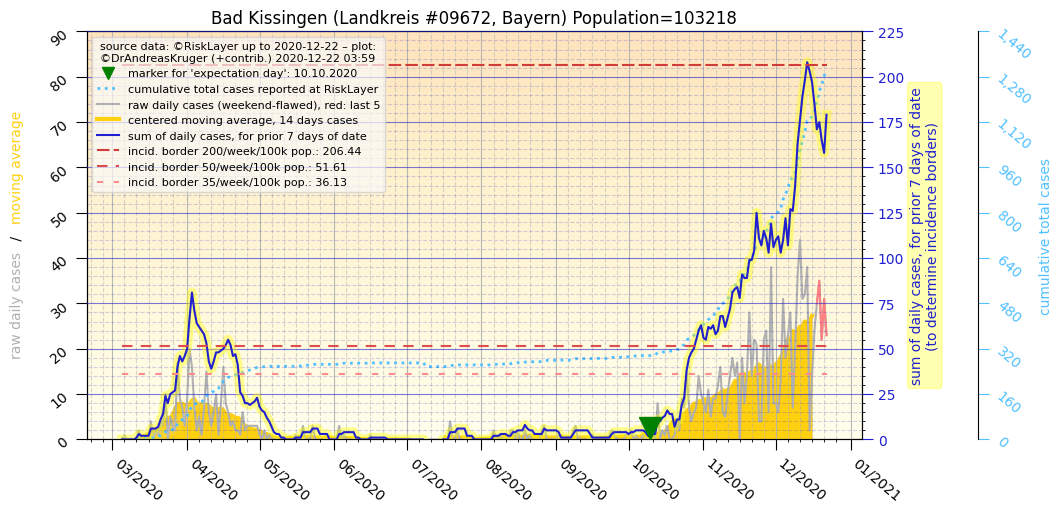 Bad Kissingen (Landkreis #09672, Bayern) Population=103218
source data: ©RiskLayer up to 2020-12-22 – plot:
©DrAndreasKruger (+contrib.) 2020-12-22 03:59
marker for 'expectation day': 10.10.2020
cumulative total cases reported at RiskLayer
raw daily cases (weekend-flawed), red: last 5
centered moving average, 14 days cases
sum of daily cases, for prior 7 days of date
incid. border 200/week/100k pop.: 206.44
incid. border 50/week/100k pop.: 51.61
incid. border 35/week/100k pop.: 36.13
raw daily cases / moving average
90
80
70
60
50
40
30
20
10
0
03/2020
04/2020
05/2020
06/2020
07/2020
08/2020
09/2020
10/2020
11/2020
12/2020
01/2021
225
200
175
150
125
100
75
50
25
0
sum of daily cases, for prior 7 days of date
(to determine incidence borders)
1,440
1,280
1,120
960
800
640
480
320
160
0
cumulative total cases